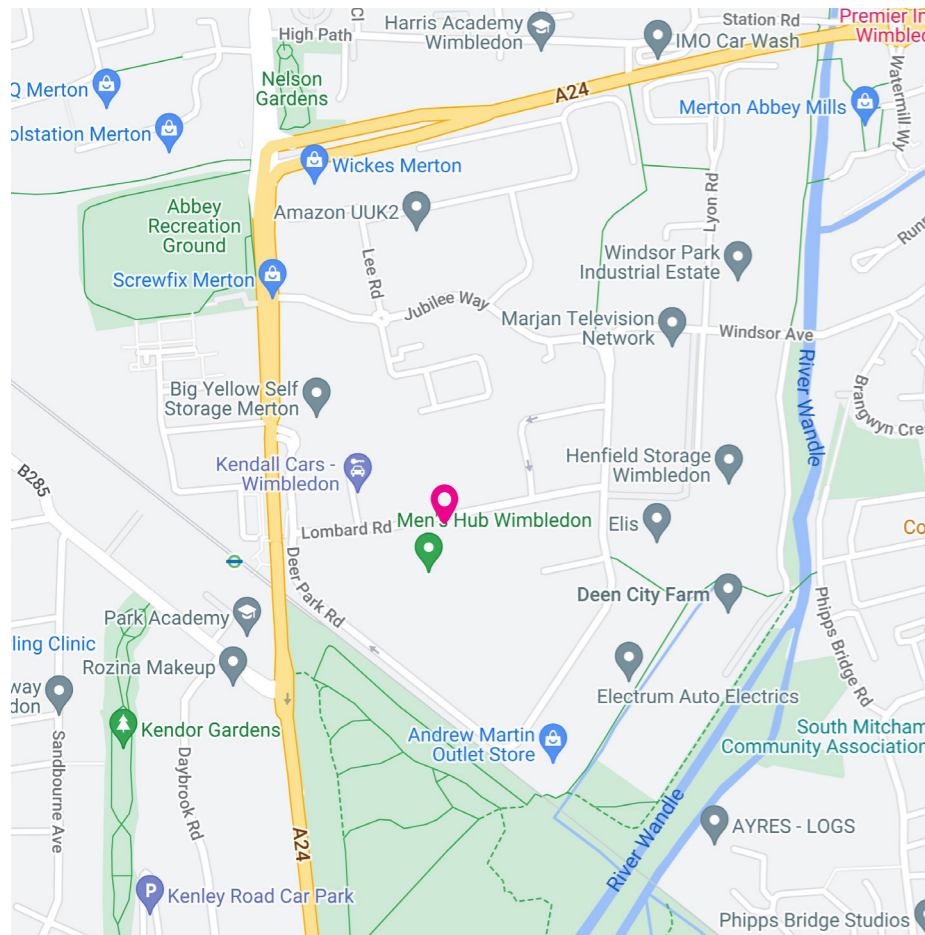 Station Rd
Premier In
Wimbled
Harris Academy
Wimbledon
High Path
Cl
IMO Car Wash
Nelson
Gardens
Q Merton
A24
Watermill Wy
Merton Abbey Mills
olstation Merton
Wickes Merton
Lyon Rd
Abbey
Recreation
Ground
Amazon UUK2
Lee Rd
Windsor Park
Industrial Estate
Runn
Screwfix Merton
Jubilee Way
Marjan Television
Network
Windsor Ave
River Wandle
Brangwyn Cres
Big Yellow Self
Storage Merton
B285
Kendall Cars -
Wimbledon
Henfield Storage
Wimbledon
Men's Hub Wimbledon
Lombard Rd
Elis
Co
Deer Park Rd
Deen City Farm
Phipps Bridge Rd
Park Academy
ling Clinic
Rozina Makeup
way
don
Electrum Auto Electrics
Kendor Gardens
Andrew Martin
Outlet Store
South Mitcham
Community Association
Sandbourne Ave
Daybrook Rd
A24
River Wandle
AYRES - LOGS
Kenley Road Car Park
P
Phipps Bridge Studios